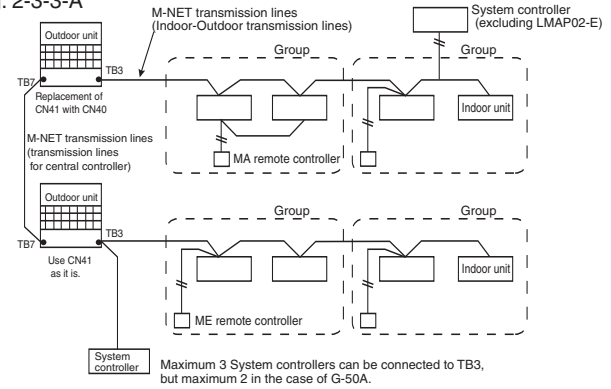 . 2-3-3-A
M-NET transmission lines
(Indoor-Outdoor transmission lines)
System controller
(excluding LMAP02-E)
Outdoor unit
Group
Group
TB7
TB3
Replacement of
CN41 with CN40
Indoor unit
M-NET transmission lines
(transmission lines
for central controller)
MA remote controller
Outdoor unit
Group
Group
TB7
TB3
Use CN41
as it is.
Indoor unit
ME remote controller
System
controller
Maximum 3 System controllers can be connected to TB3,
but maximum 2 in the case of G-50A.